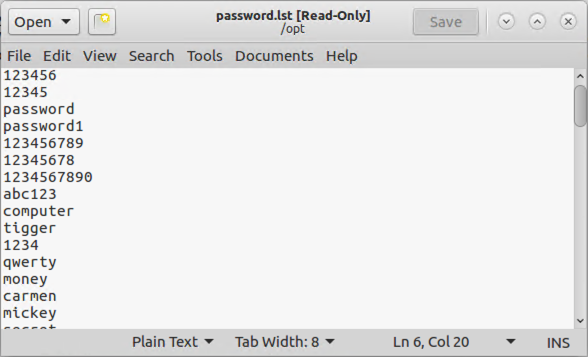 Open
password.lst [Read-Only]
/opt
Save
File Edit View Search Tools Documents Help
123456
12345
password
password1
123456789
12345678
1234567890
abc123
computer
tigger
1234
qwerty
money
carmen
mickey
secret
Plain Text Tab Width: 8 Ln 6, Col 20 INS